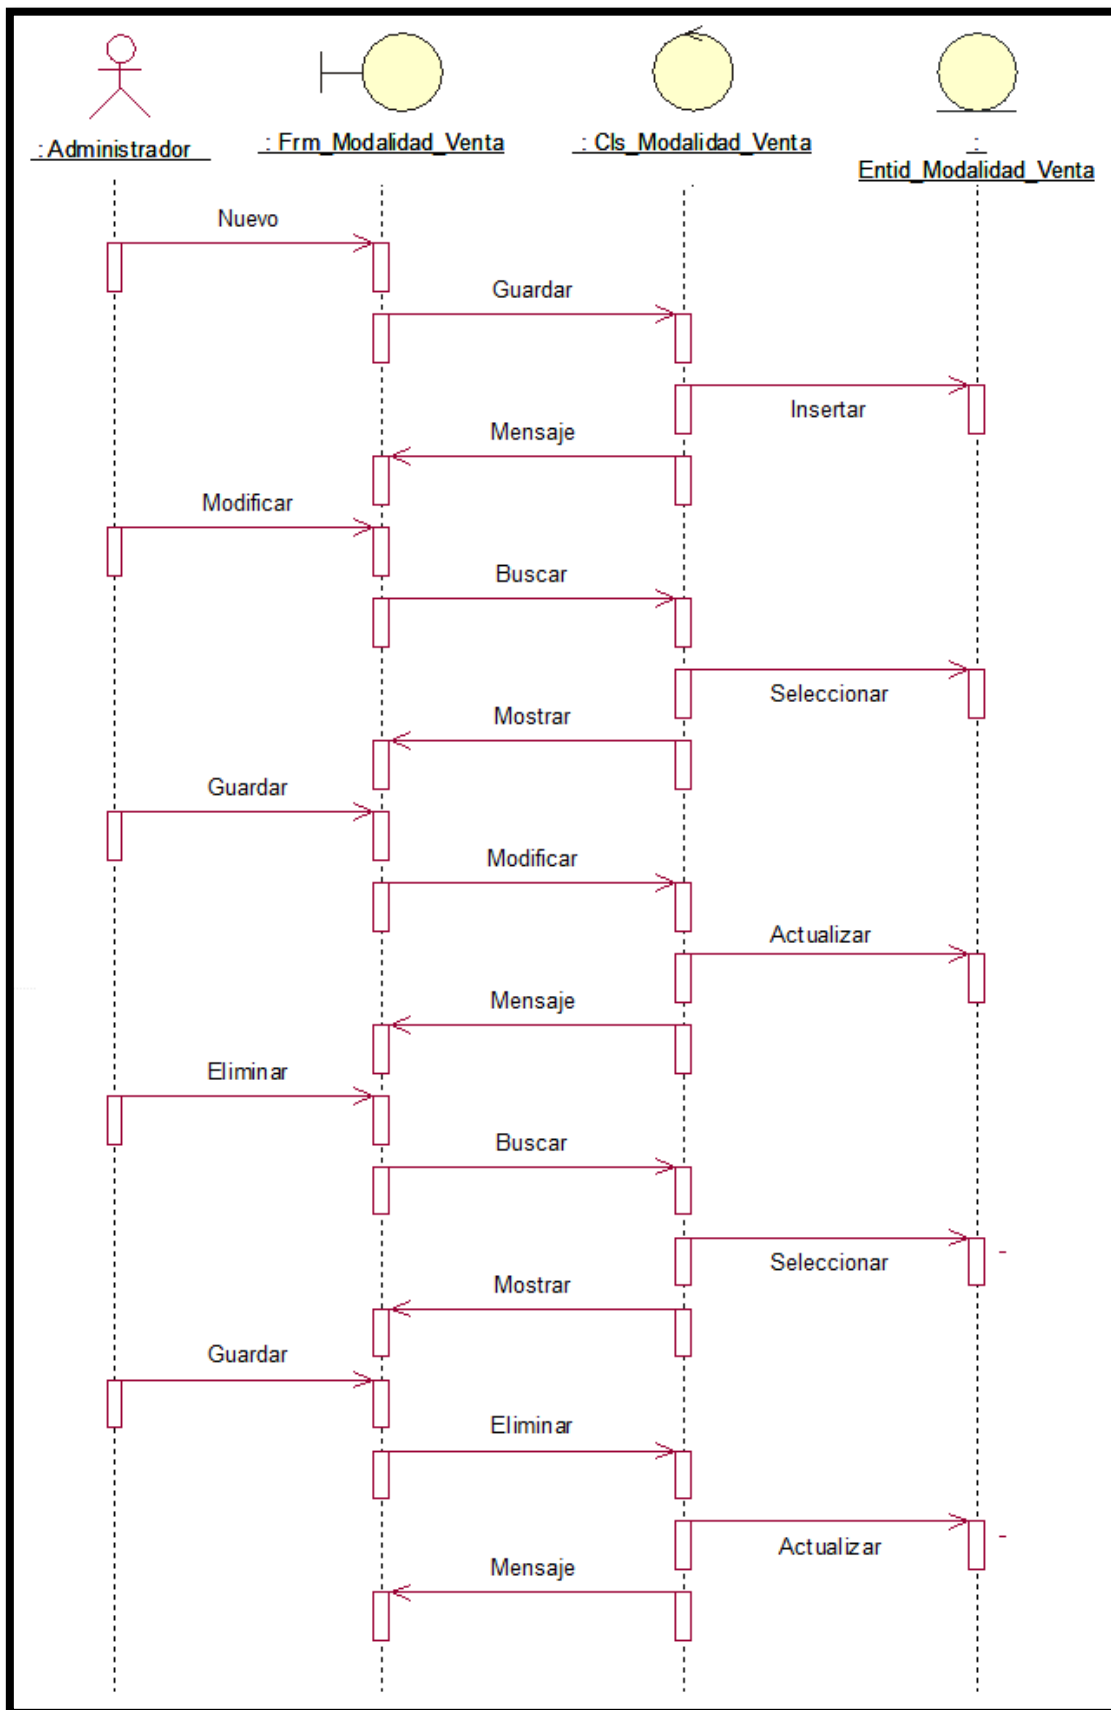 : Administrador
: Frm_Modalidad_Venta
: Cls_Modalidad_Venta
:
Entid_Modalidad_Venta
Nuevo
Guardar
Insertar
Mensaje
Modificar
Buscar
Seleccionar
Mostrar
Guardar
Modificar
Actualizar
Mensaje
Eliminar
Buscar
Seleccionar
Mostrar
Guardar
Eliminar
Actualizar
Mensaje